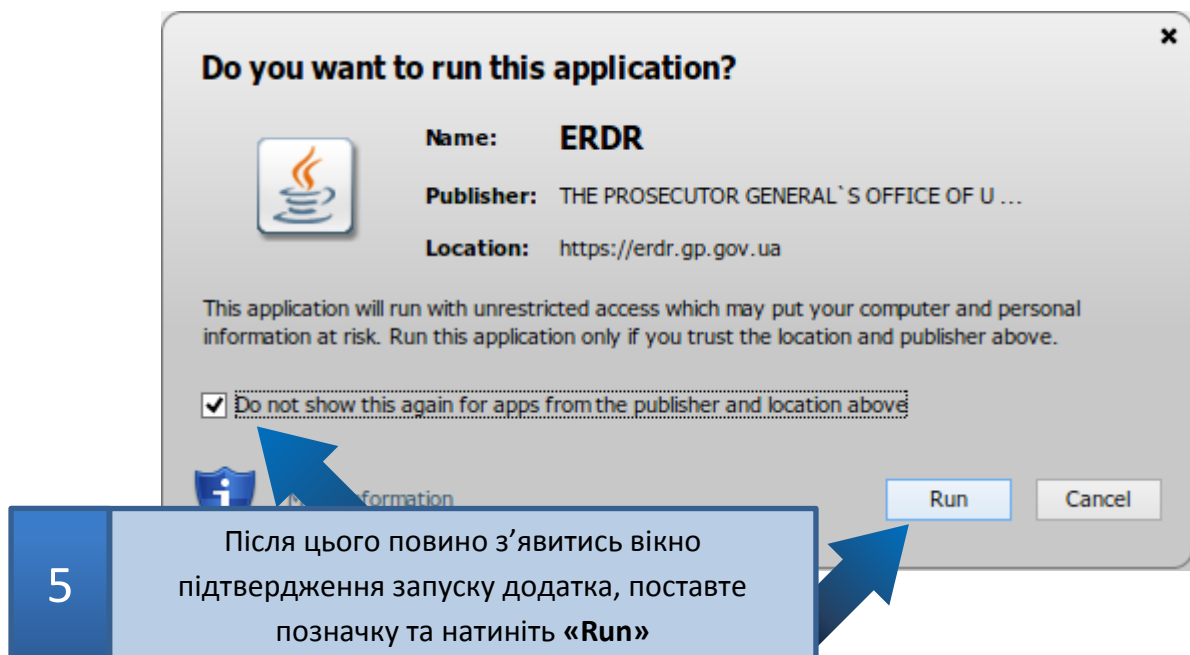 Do you want to run this application?
Name: ERDR
Publisher: THE PROSECUTOR GENERAL`S OFFICE OF U ...
Location: https://erdr.gp.gov.ua
This application will run with unrestricted access which may put your computer and personal
information at risk. Run this application only if you trust the location and publisher above.
Do not show this again for apps from the publisher and location above
Run Cancel
5
Після цього повино з’явитись вікно
підтвердження запуску додатка, поставте
позначку та натиніть «Run»